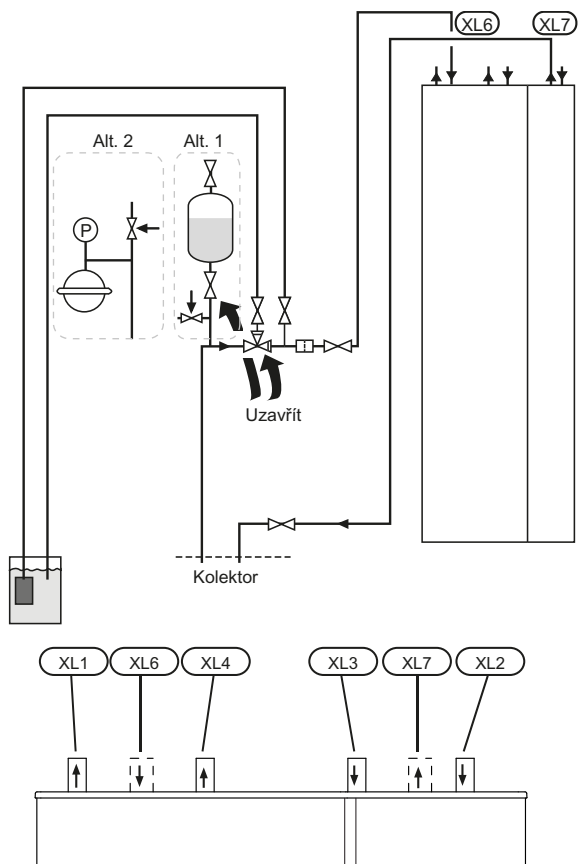 XL6 XL7
Alt. 2 Alt. 1
P
Uzavřít
Kolektor
XL1 XL6 XL4 XL3 XL7 XL2